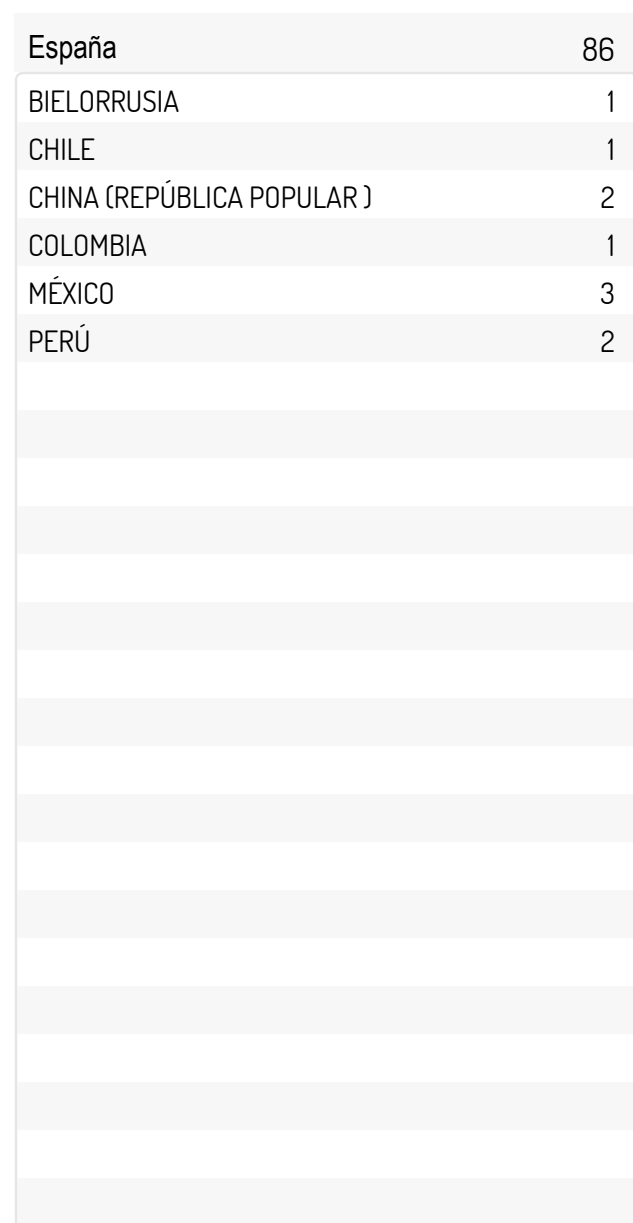 España 86
BIELORRUSIA 1
CHILE 1
CHINA (REPÚBLICA POPULAR ) 2
COLOMBIA 1
MÉXICO 3
PERÚ 2